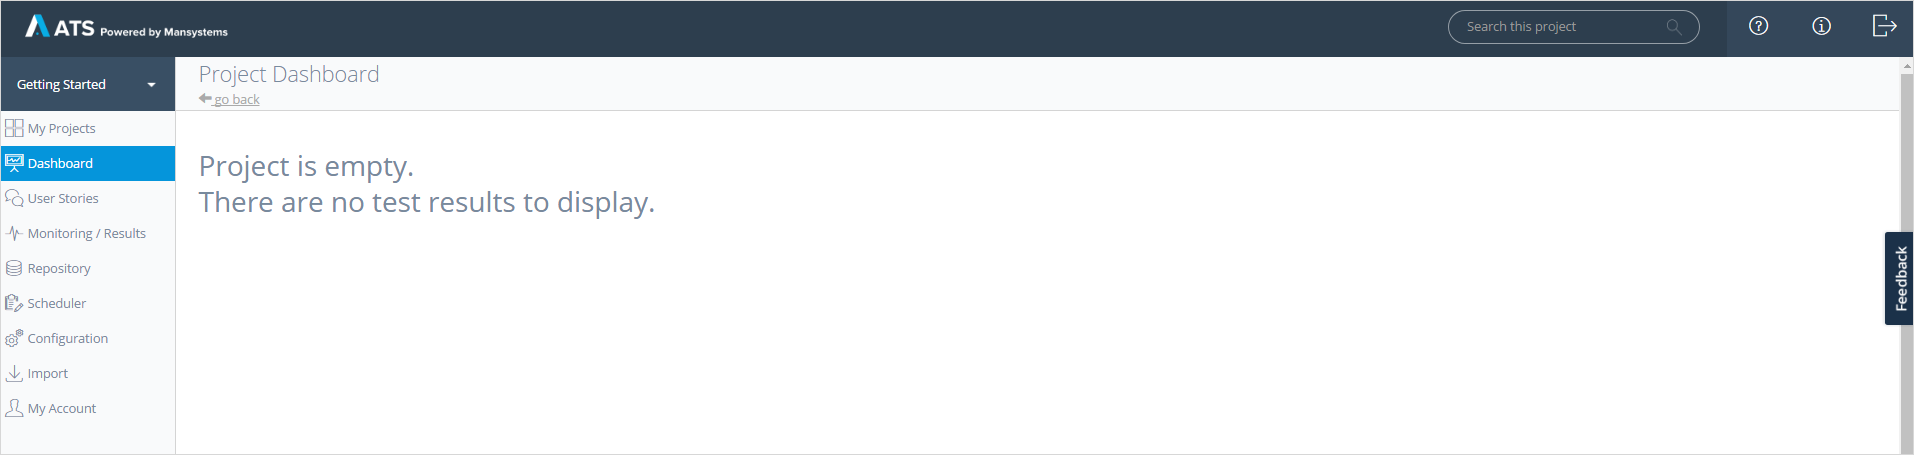 ATS Powered by Mansystems
Search this project
Getting Started
Project Dashboard
go back
My Projects
Dashboard
User Stories
Monitoring / Results
Repository
Scheduler
Configuration
Import
My Account
Project is empty.
There are no test results to display.
Feedback